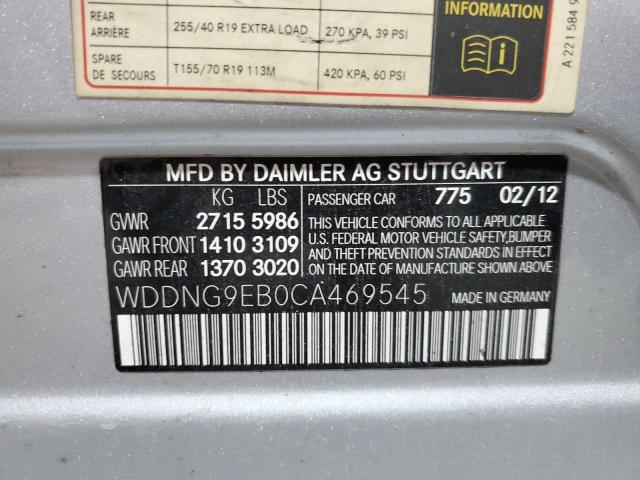 REAR
ARRIÈRE
255/40 R19 EXTRA LOAD
270 KPA, 39 PSI
SPARE
DE SECOURS
T155/70 R19 113M
420 KPA, 60 PSI
INFORMATION
A 221 584 9
MFD BY DAIMLER AG STUTTGART
KG LBS
PASSENGER CAR 775 02/12
GVWR 2715 5986
GAWR FRONT 1410 3109
GAWR REAR 1370 3020
THIS VEHICLE CONFORMS TO ALL APPLICABLE
U.S. FEDERAL MOTOR VEHICLE SAFETY,BUMPER
AND THEFT PREVENTION STANDARDS IN EFFECT
ON THE DATE OF MANUFACTURE SHOWN ABOVE.
WDDNG9EB0CA469545
MADE IN GERMANY